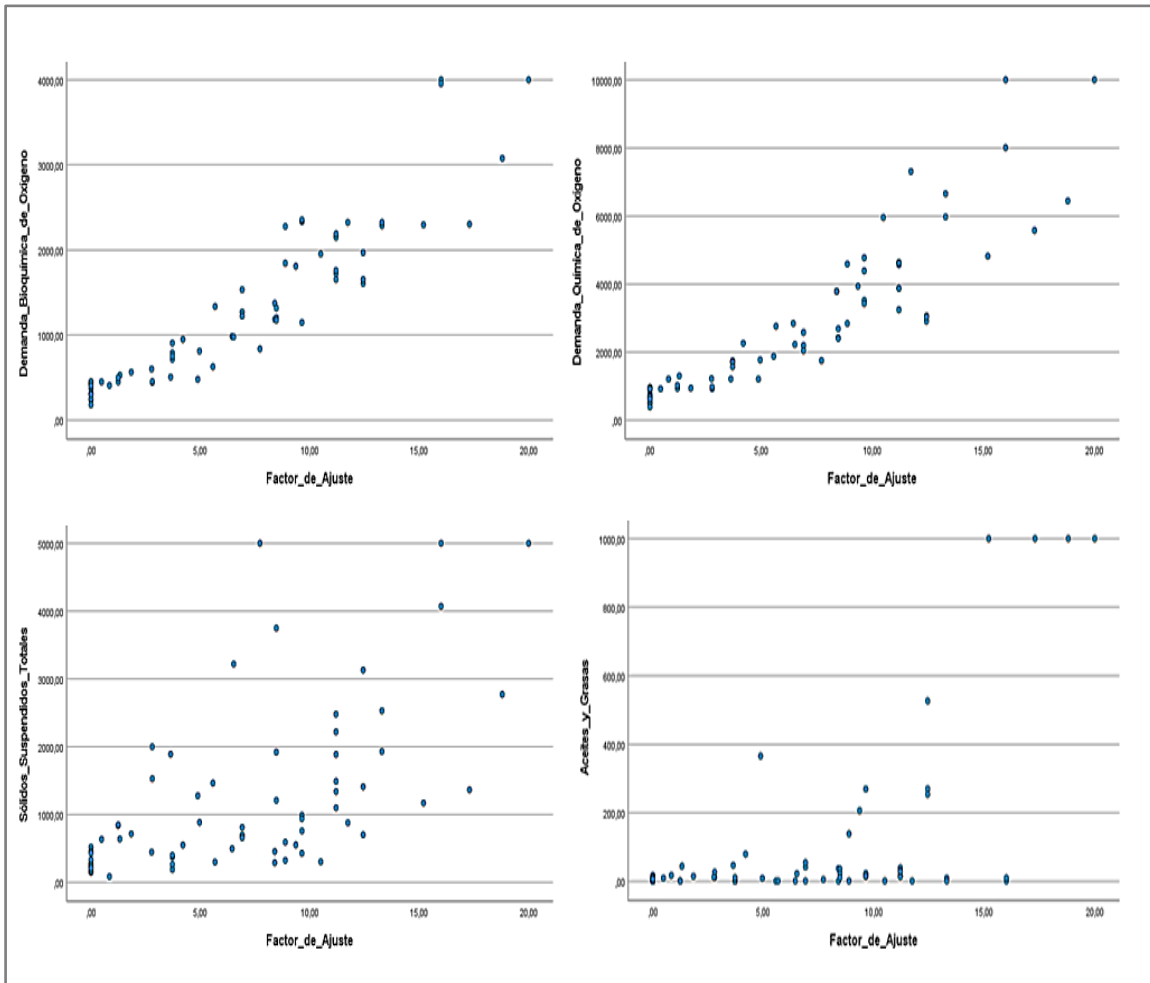 Demanda_Bioquímica_de_Oxígeno
4000,00
3000,00
2000,00
1000,00
,00
,00 5,00 10,00 15,00 20,00
Factor_de_Ajuste
Demanda_Química_de_Oxígeno
10000,00
8000,00
6000,00
4000,00
2000,00
,00
,00 5,00 10,00 15,00 20,00
Factor_de_Ajuste
Sólidos_Suspendidos_Totales
5000,00
4000,00
3000,00
2000,00
1000,00
,00
,00 5,00 10,00 15,00 20,00
Factor_de_Ajuste
Aceites_y_Grasas
1000,00
800,00
600,00
400,00
200,00
,00
,00 5,00 10,00 15,00 20,00
Factor_de_Ajuste